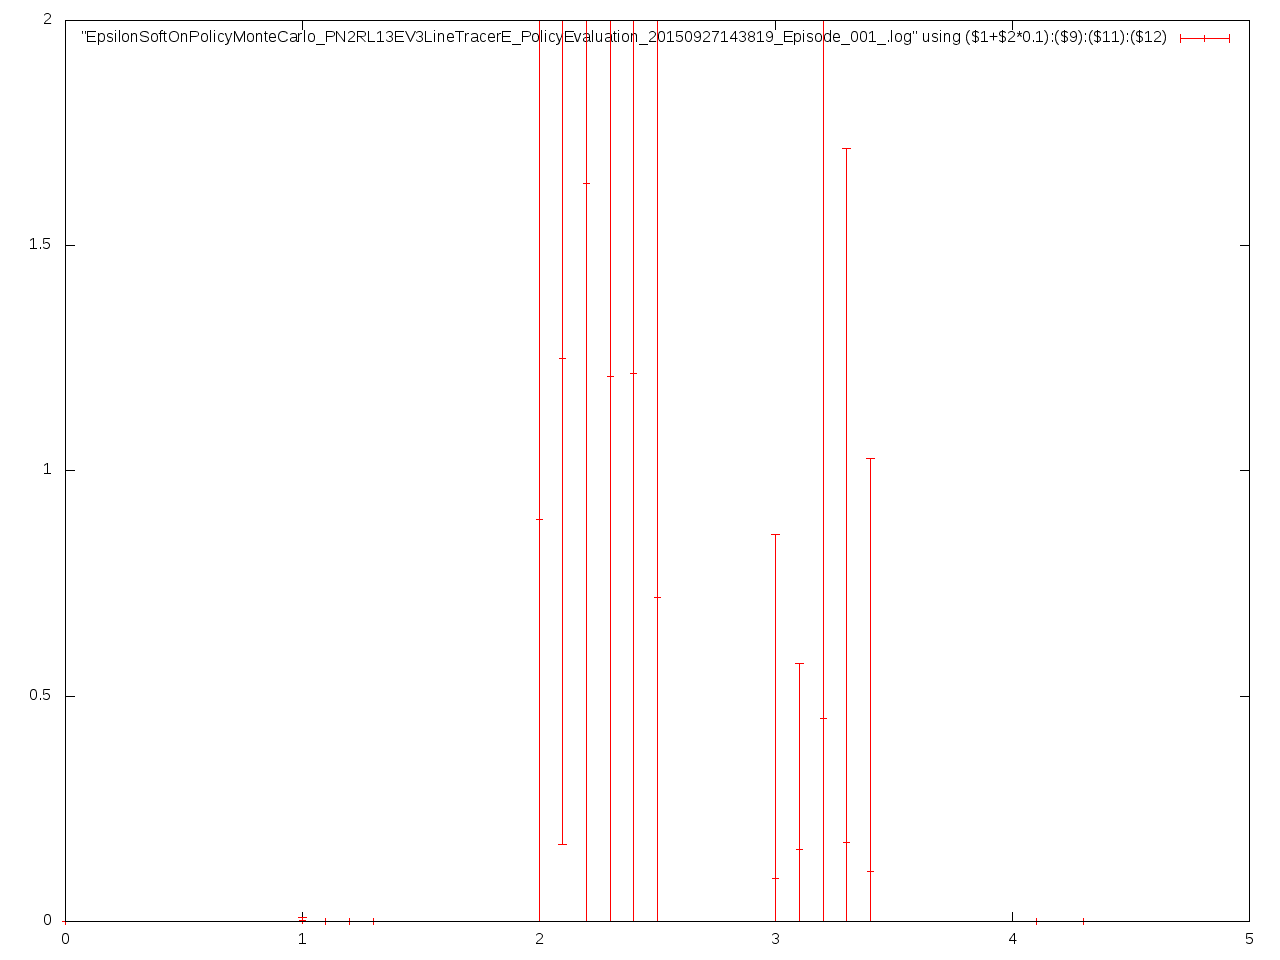 2
"EpsilonSoftOnPolicyMonteCarlo_PN2RL13EV3LineTracerE_PolicyEvaluation_20150927143819_Episode_001_.log" using ($1+$2*0.1):($9):($11):($12)
1.5
1
0.5
0
0 1 2 3 4 5